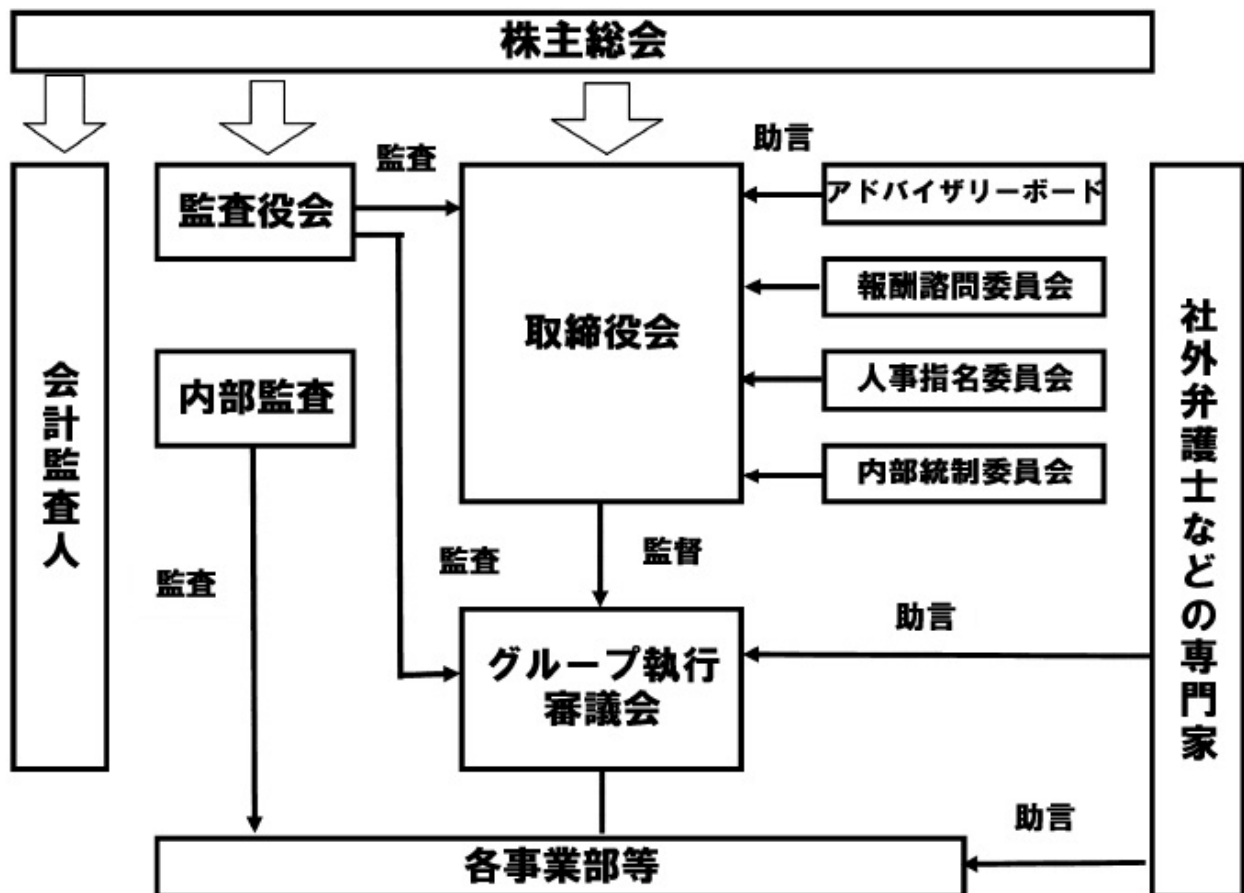 株主総会
監査
助言
監査役会
アドバイザリーボード
報酬諮問委員会
取締役会
人事指名委員会
内部監査
内部統制委員会
会計監査人
社外弁護士などの専門家
監査
監査
監督
助言
グループ執行
審議会
助言
各事業部等